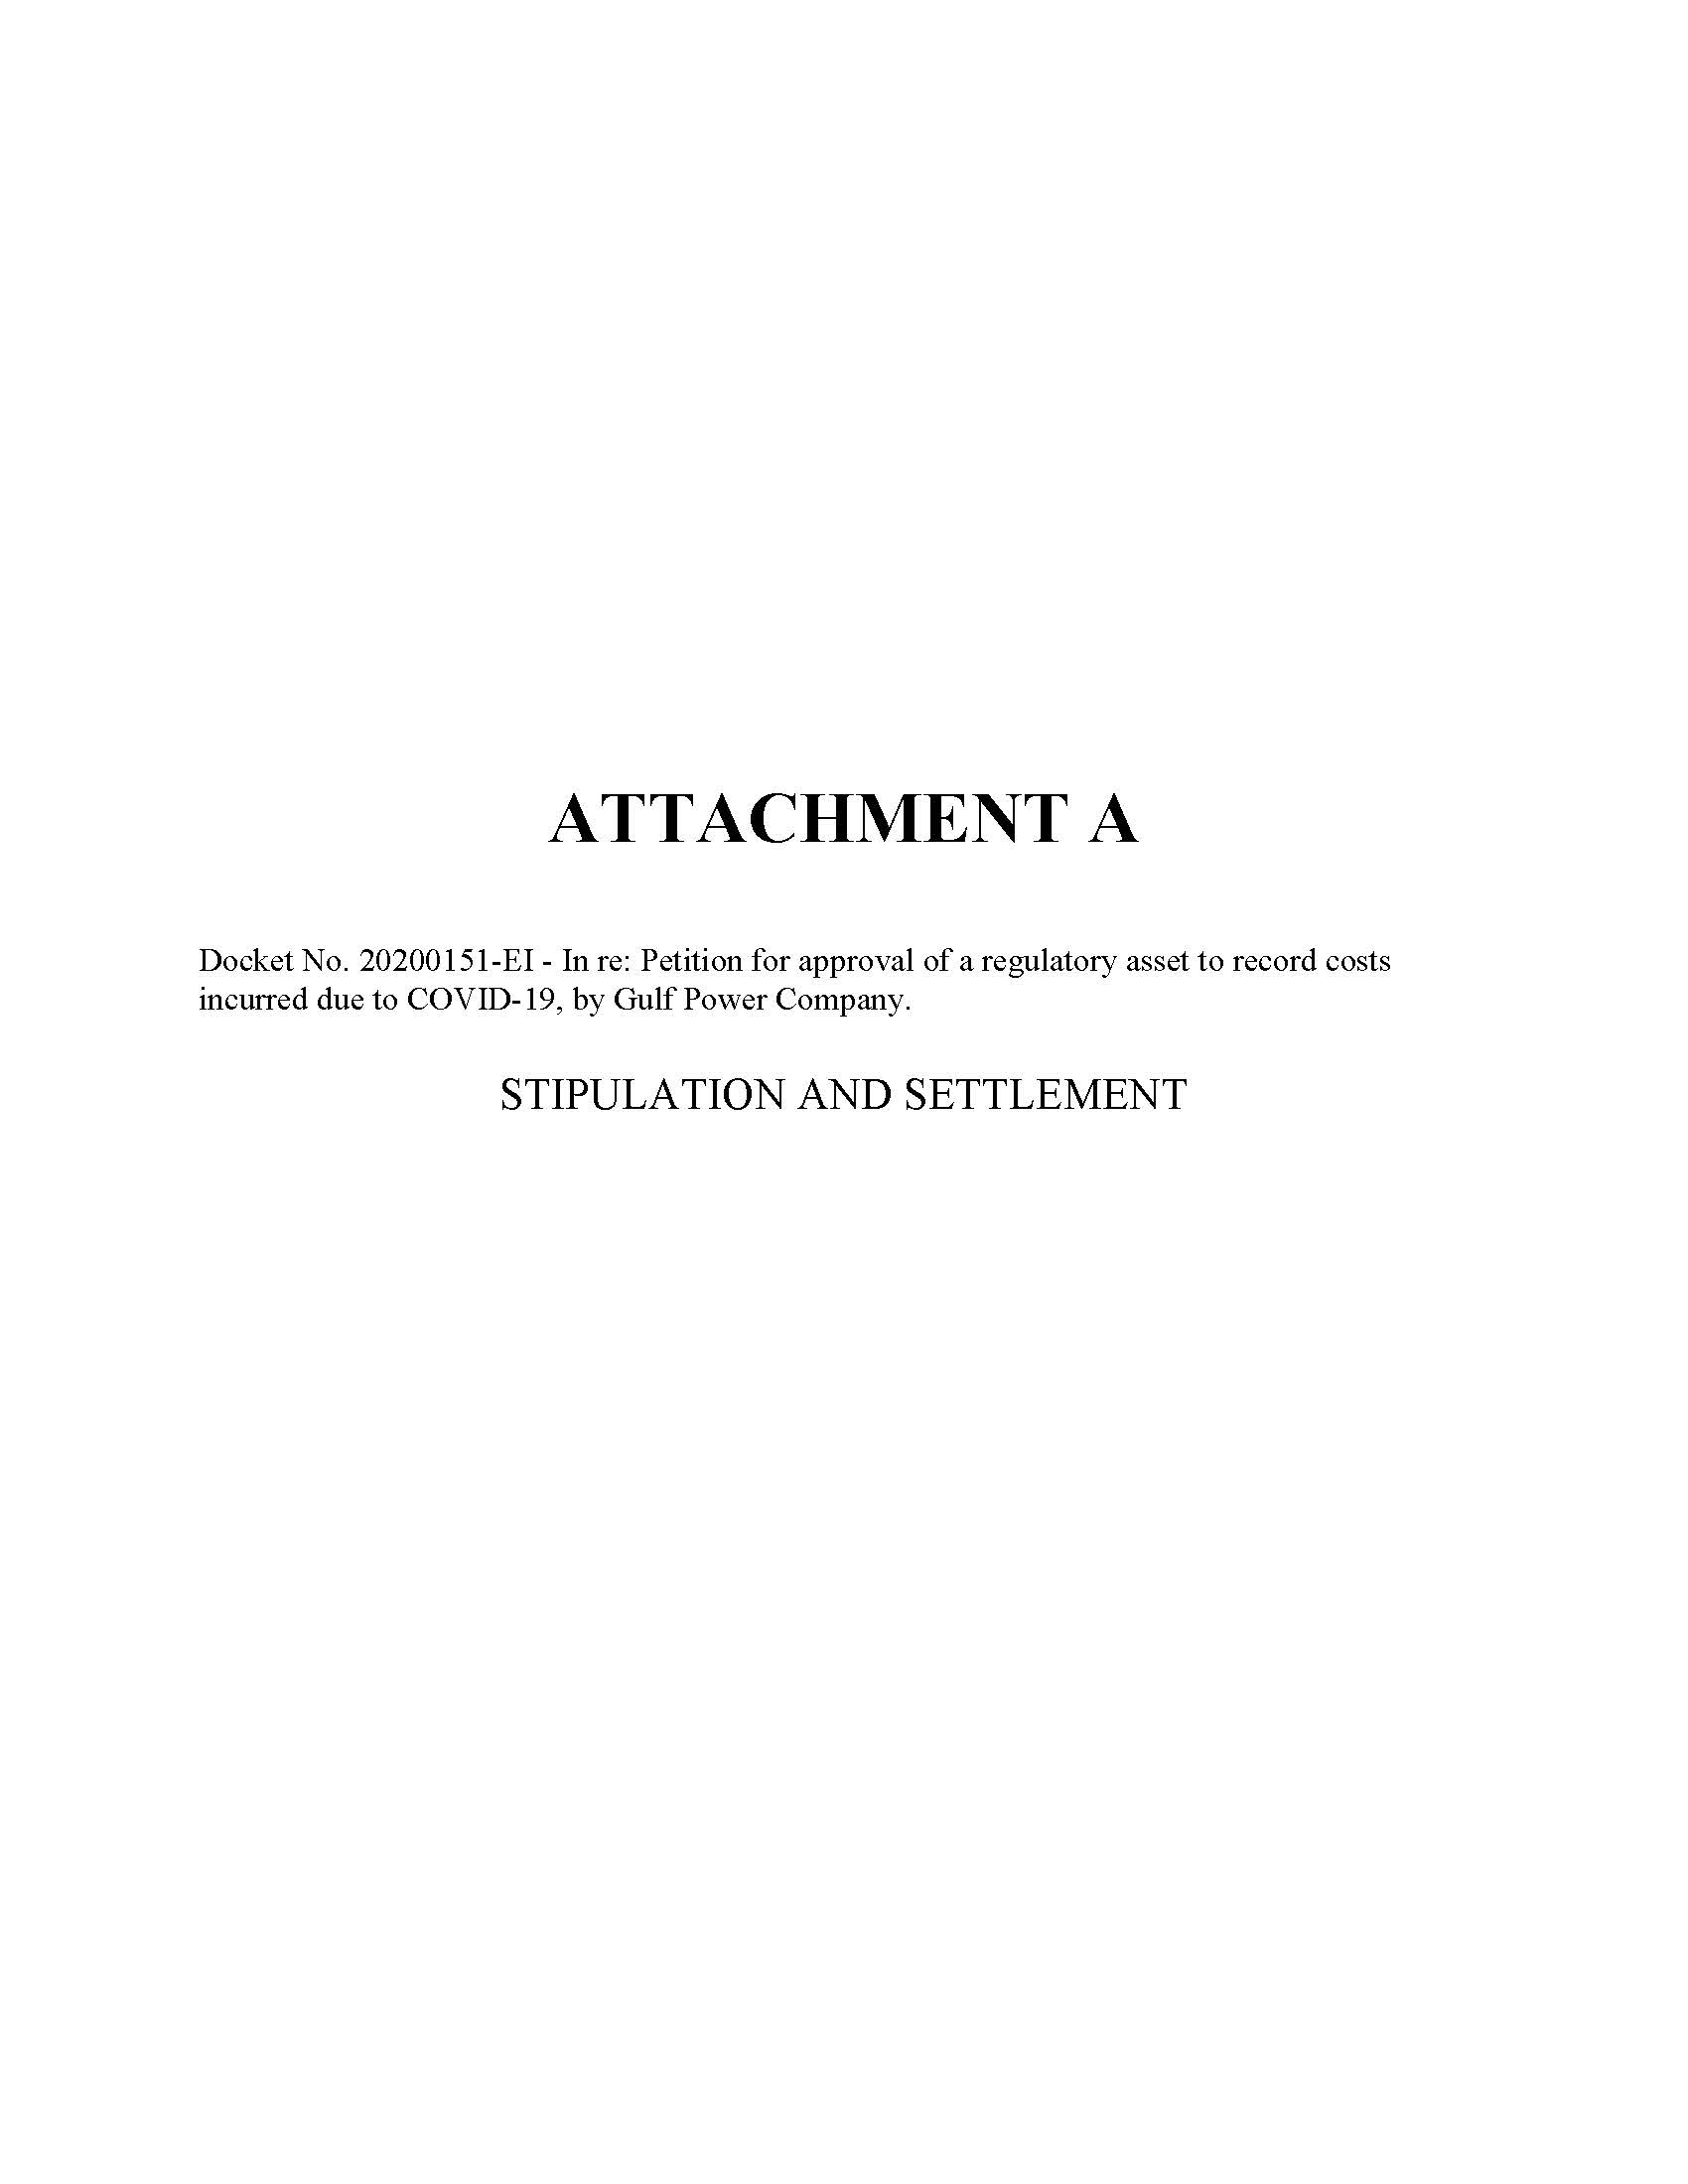 ATTACHMENT A
Docket No. 20200151-EI - In re: Petition for approval of a regulatory asset to record costs
incurred due to COVID-19, by Gulf Power Company.
STIPULATION AND SETTLEMENT